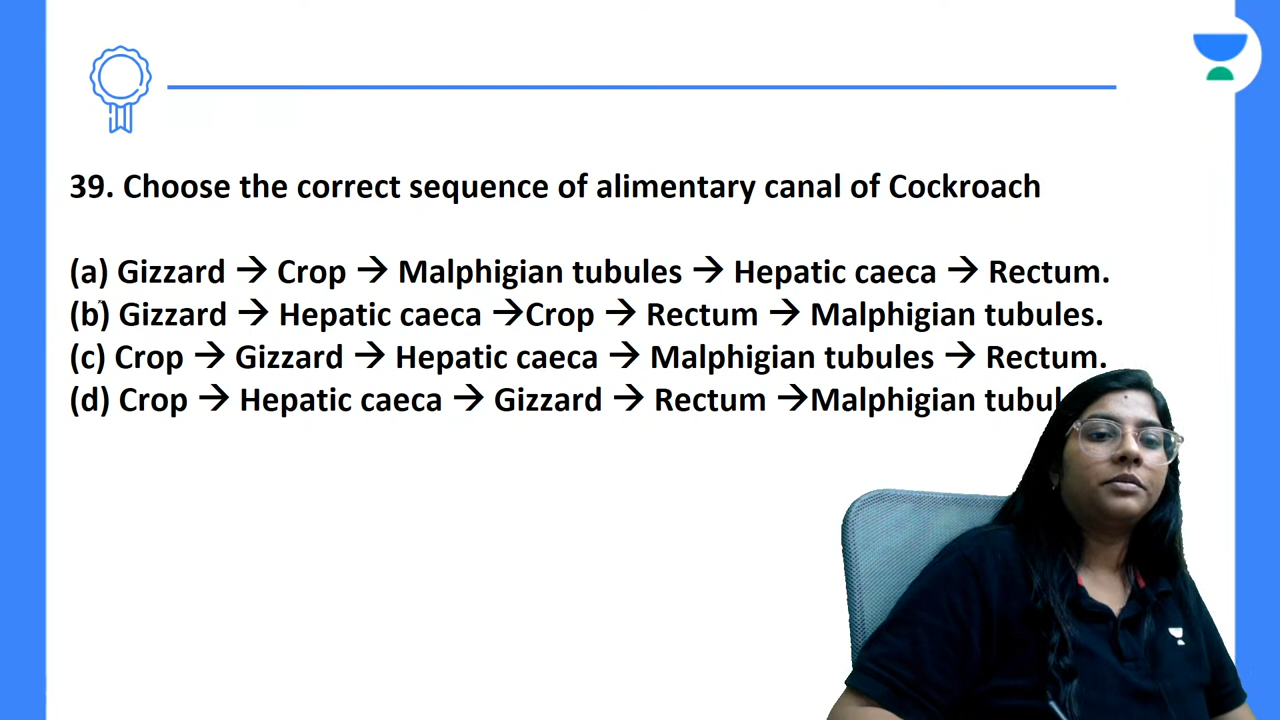 39. Choose the correct sequence of alimentary canal of Cockroach
(a) Gizzard → Crop → Malphigian tubules → Hepatic caeca → Rectum.
(b) Gizzard → Hepatic caeca →Crop → Rectum → Malphigian tubules.
(c) Crop → Gizzard → Hepatic caeca → Malphigian tubules → Rectum.
(d) Crop → Hepatic caeca → Gizzard → Rectum →Malphigian